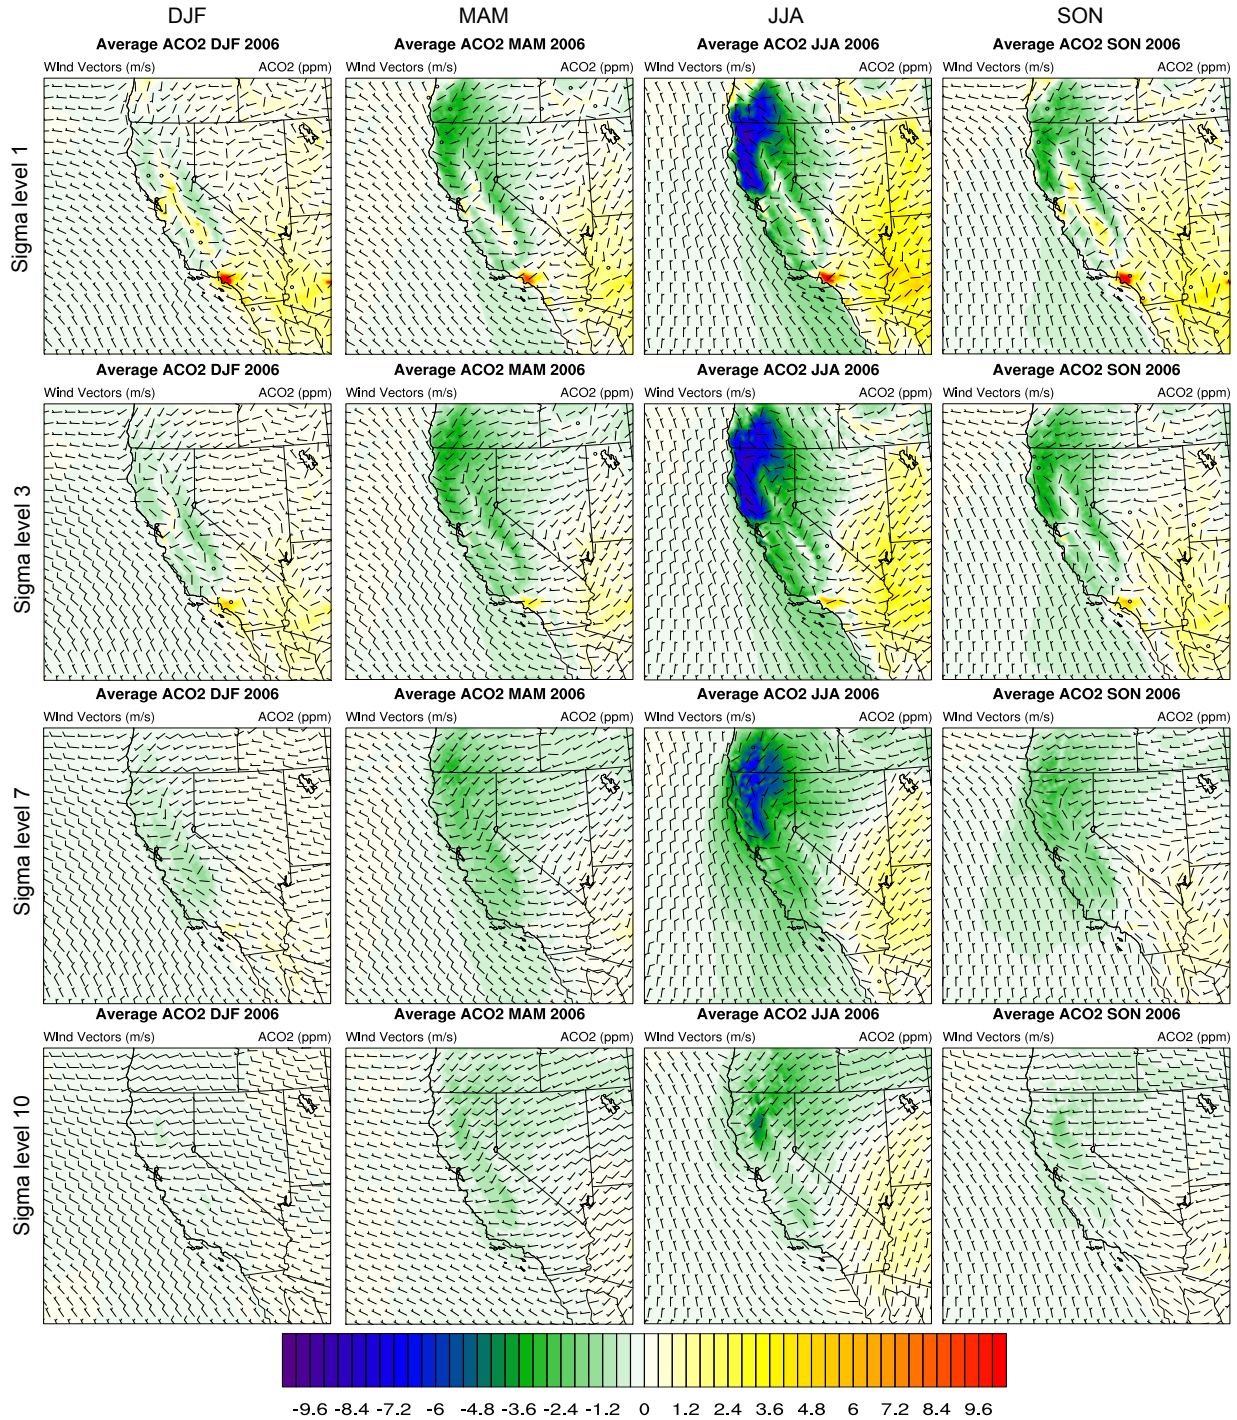 DJF MAM JJA SON
Average ACO2 DJF 2006 Average ACO2 MAM 2006 Average ACO2 JJA 2006 Average ACO2 SON 2006
Wind Vectors (m/s) ACO2 (ppm) Wind Vectors (m/s) ACO2 (ppm) Wind Vectors (m/s) ACO2 (ppm) Wind Vectors (m/s) ACO2 (ppm)
Sigma level 1
Average ACO2 DJF 2006 Average ACO2 MAM 2006 Average ACO2 JJA 2006 Average ACO2 SON 2006
Wind Vectors (m/s) ACO2 (ppm) Wind Vectors (m/s) ACO2 (ppm) Wind Vectors (m/s) ACO2 (ppm) Wind Vectors (m/s) ACO2 (ppm)
Sigma level 3
Average ACO2 DJF 2006 Average ACO2 MAM 2006 Average ACO2 JJA 2006 Average ACO2 SON 2006
Wind Vectors (m/s) ACO2 (ppm) Wind Vectors (m/s) ACO2 (ppm) Wind Vectors (m/s) ACO2 (ppm) Wind Vectors (m/s) ACO2 (ppm)
Sigma level 7
Average ACO2 DJF 2006 Average ACO2 MAM 2006 Average ACO2 JJA 2006 Average ACO2 SON 2006
Wind Vectors (m/s) ACO2 (ppm) Wind Vectors (m/s) ACO2 (ppm) Wind Vectors (m/s) ACO2 (ppm) Wind Vectors (m/s) ACO2 (ppm)
Sigma level 10
-9.6 -8.4 -7.2 -6 -4.8 -3.6 -2.4 -1.2 0 1.2 2.4 3.6 4.8 6 7.2 8.4 9.6